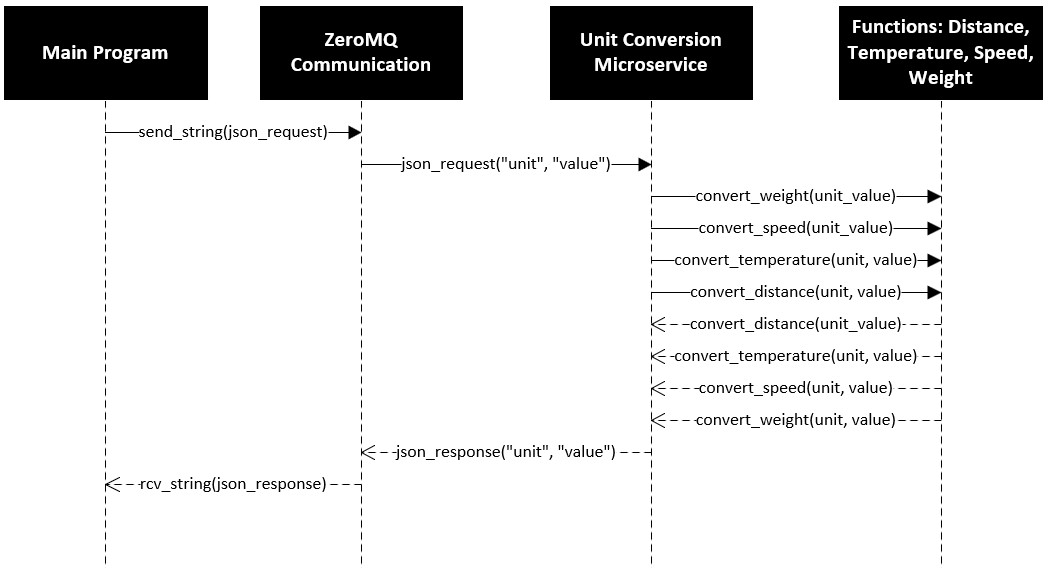 Main Program
ZeroMQ
Communication
Unit Conversion
Microservice
Functions: Distance,
Temperature, Speed,
Weight
send_string(json_request)
json_request("unit", "value")
convert_weight(unit_value)
convert_speed(unit_value)
convert_temperature(unit, value)
convert_distance(unit, value)
convert_distance(unit_value)
convert_temperature(unit, value)
convert_speed(unit, value)
convert_weight(unit, value)
json_response("unit", "value")
rcv_string(json_response)